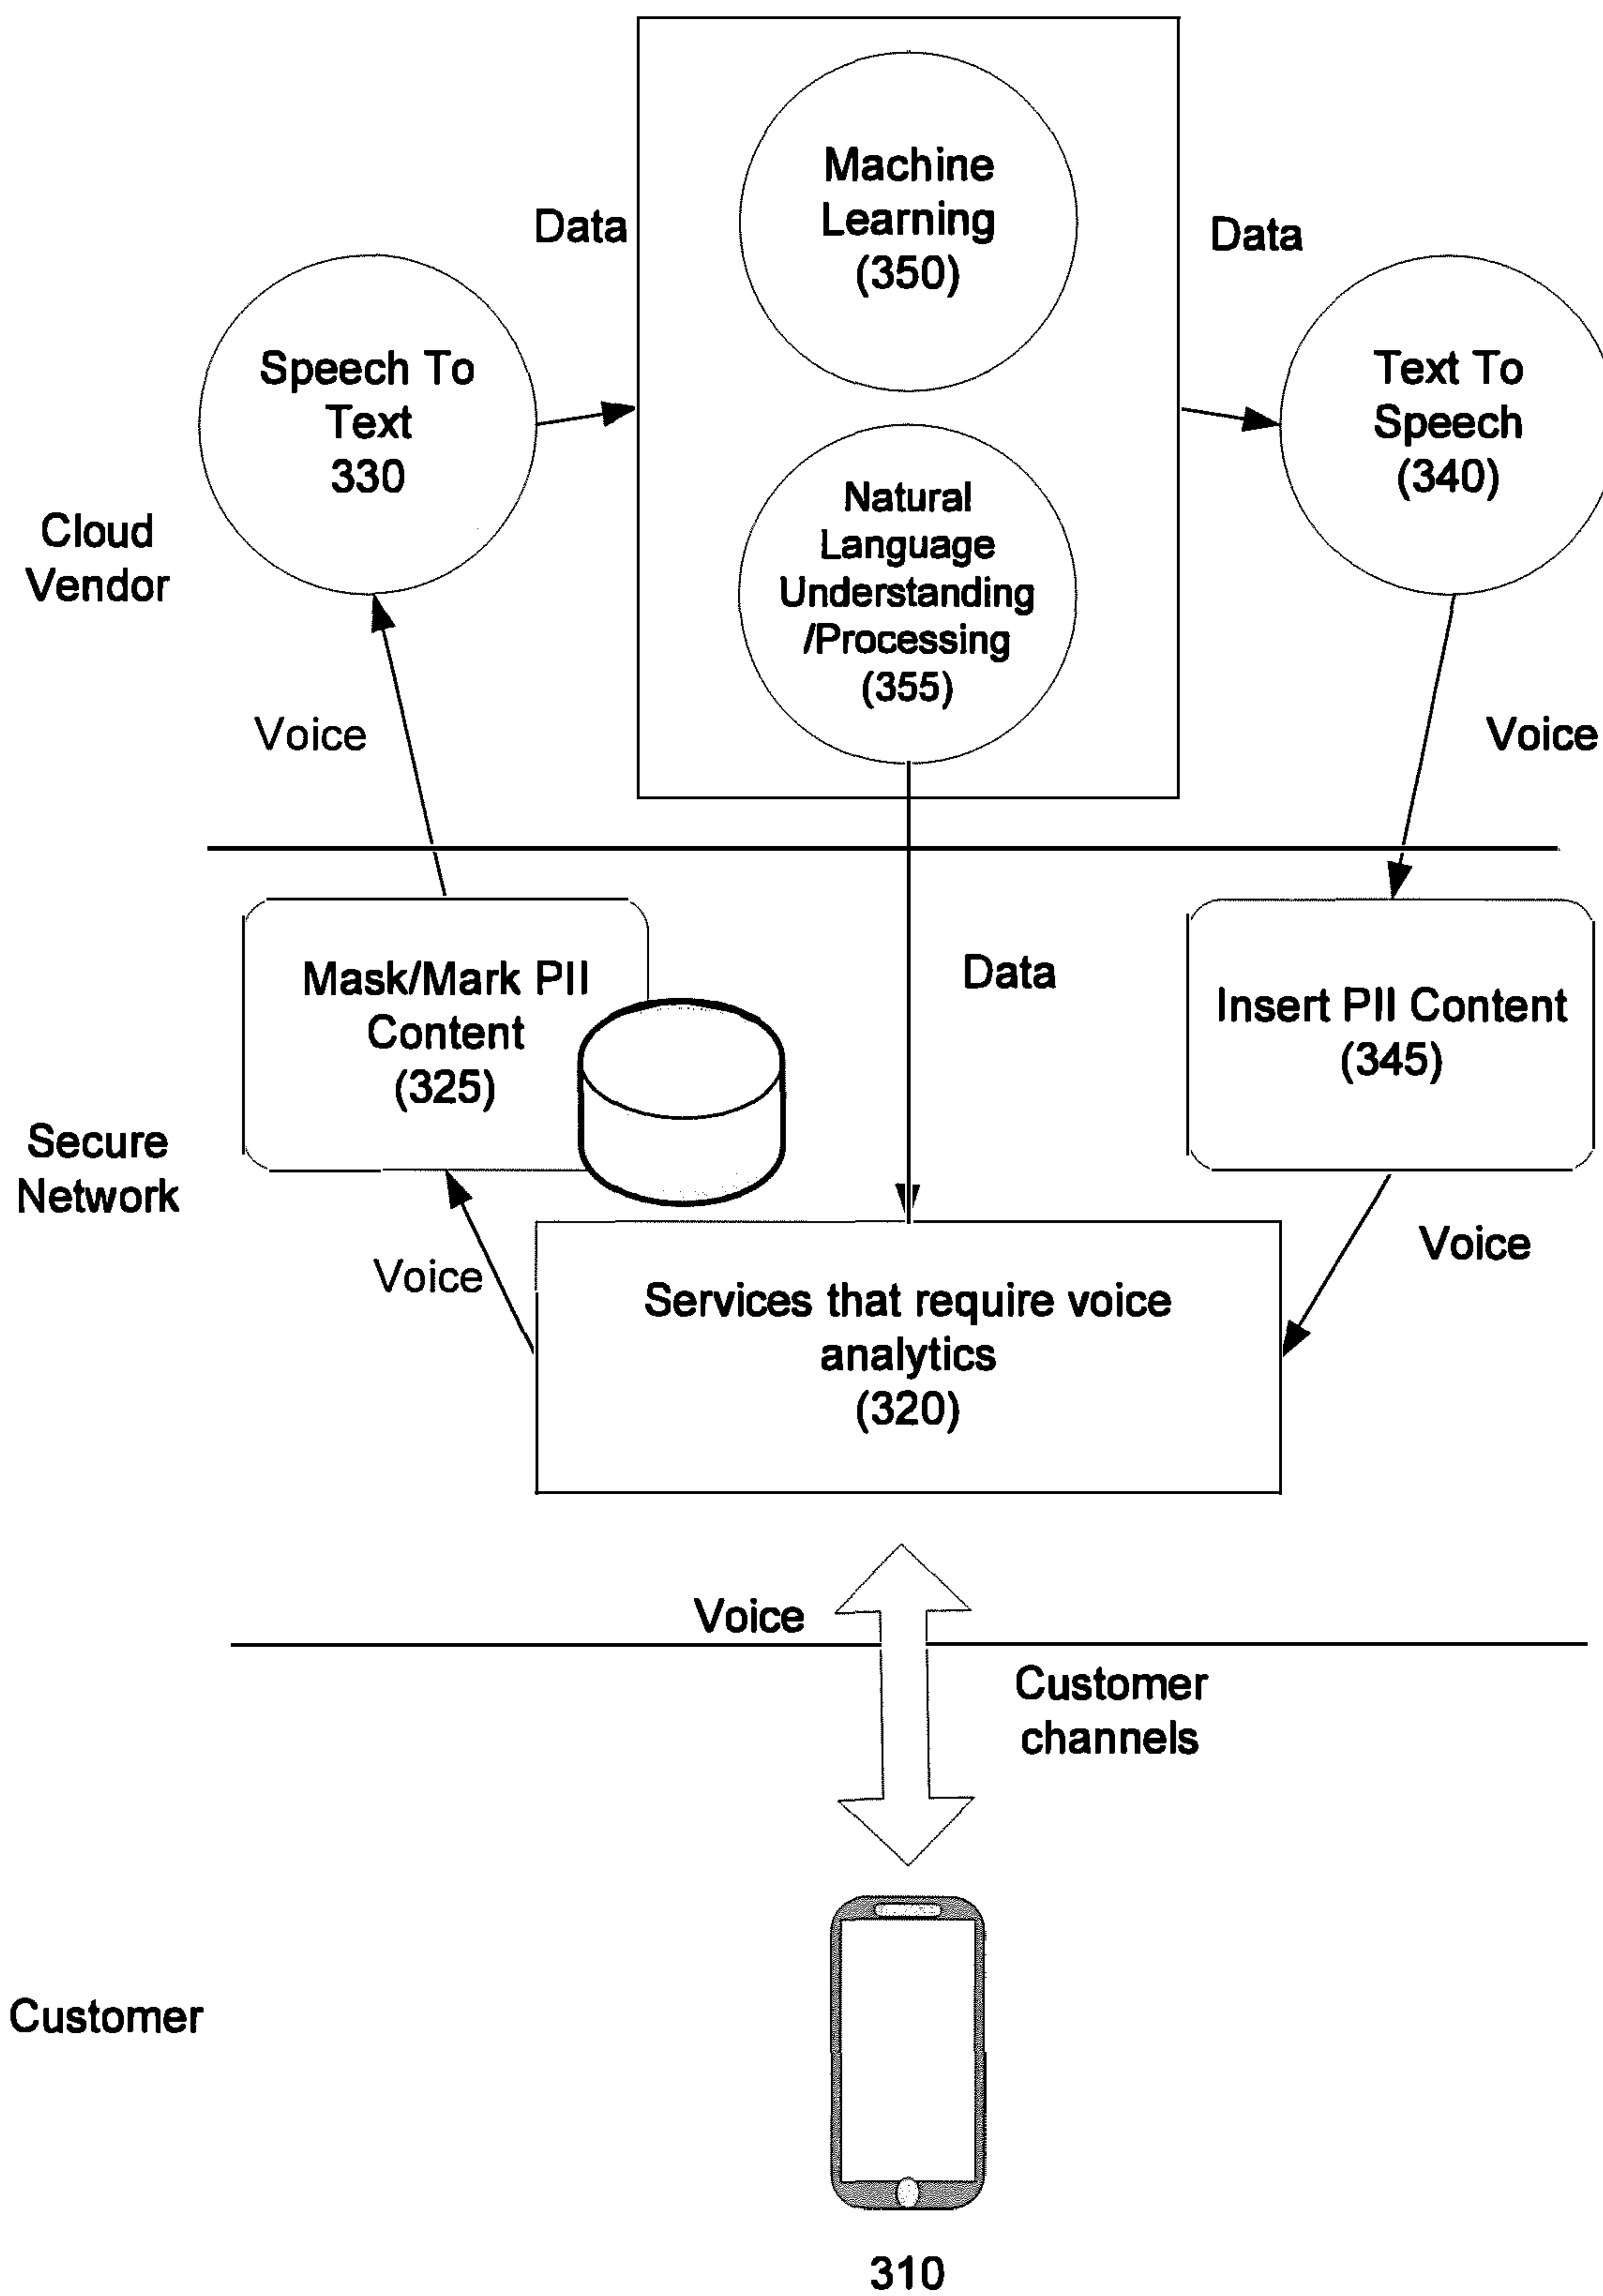 Machine
Learning
(350)
Data
Data
Speech To
Text
330
Text To
Speech
(340)
Natural
Language
Understanding
/Processing
(355)
Cloud
Vendor
Voice
Voice
Mask/Mark PII
Content
(325)
Data
Insert PII Content
(345)
Secure
Network
Voice
Voice
Services that require voice
analytics
(320)
Voice
Customer
channels
Customer
310